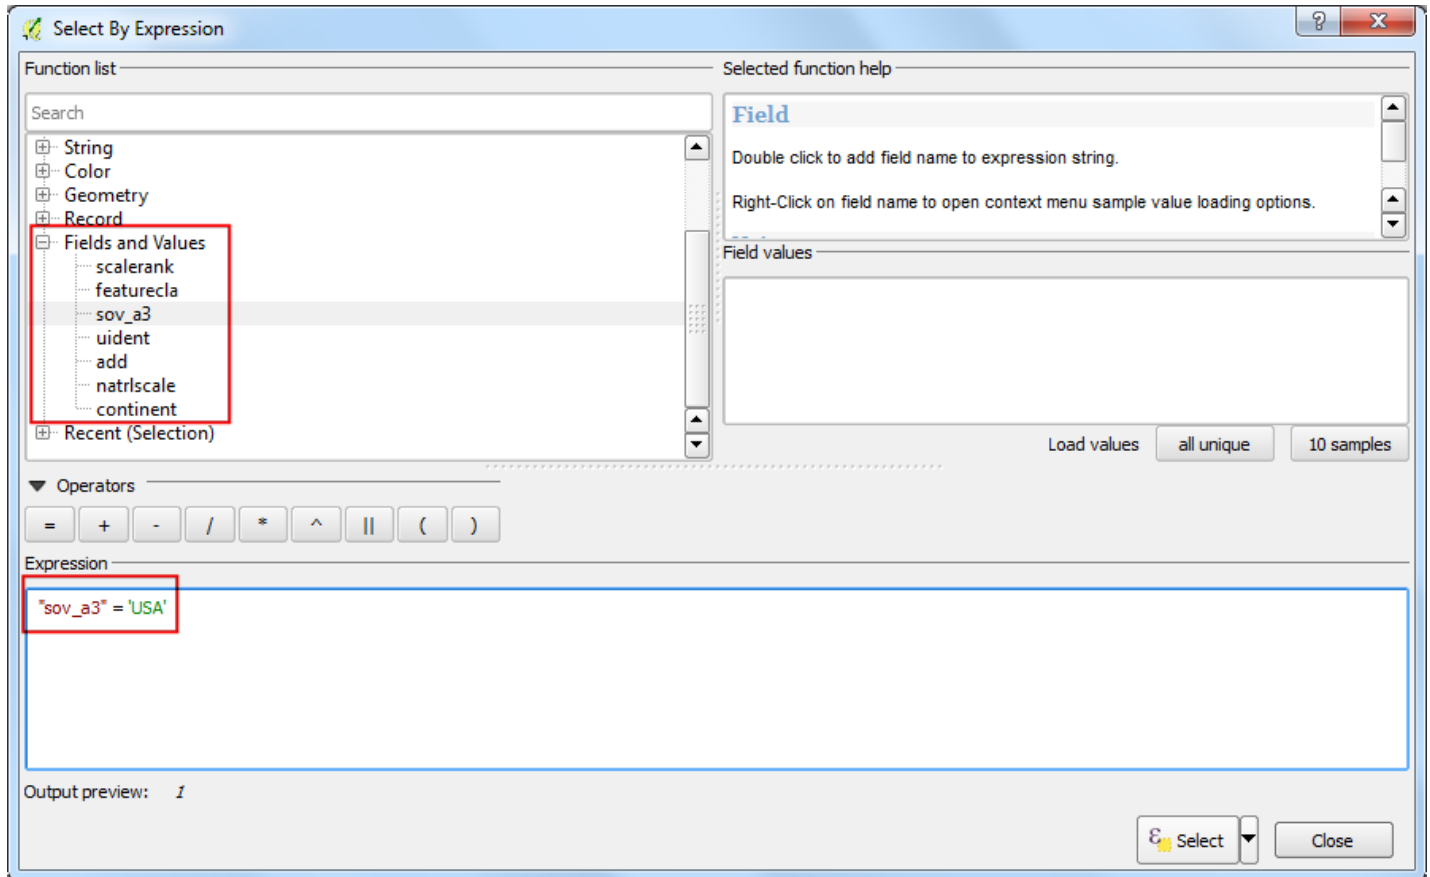 Select By Expression
Function list
Search
String
Color
Geometry
Record
Fields and Values
scalerank
featurecla
sov_a3
uident
add
natrlscale
continent
Recent (Selection)
Selected function help
Field
Double click to add field name to expression string.
Right-Click on field name to open context menu sample value loading options.
Field values
Load values all unique 10 samples
Operators
= + - / * ^ || ( )
Expression
"sov_a3" = 'USA'
Output preview: 1
Select Close